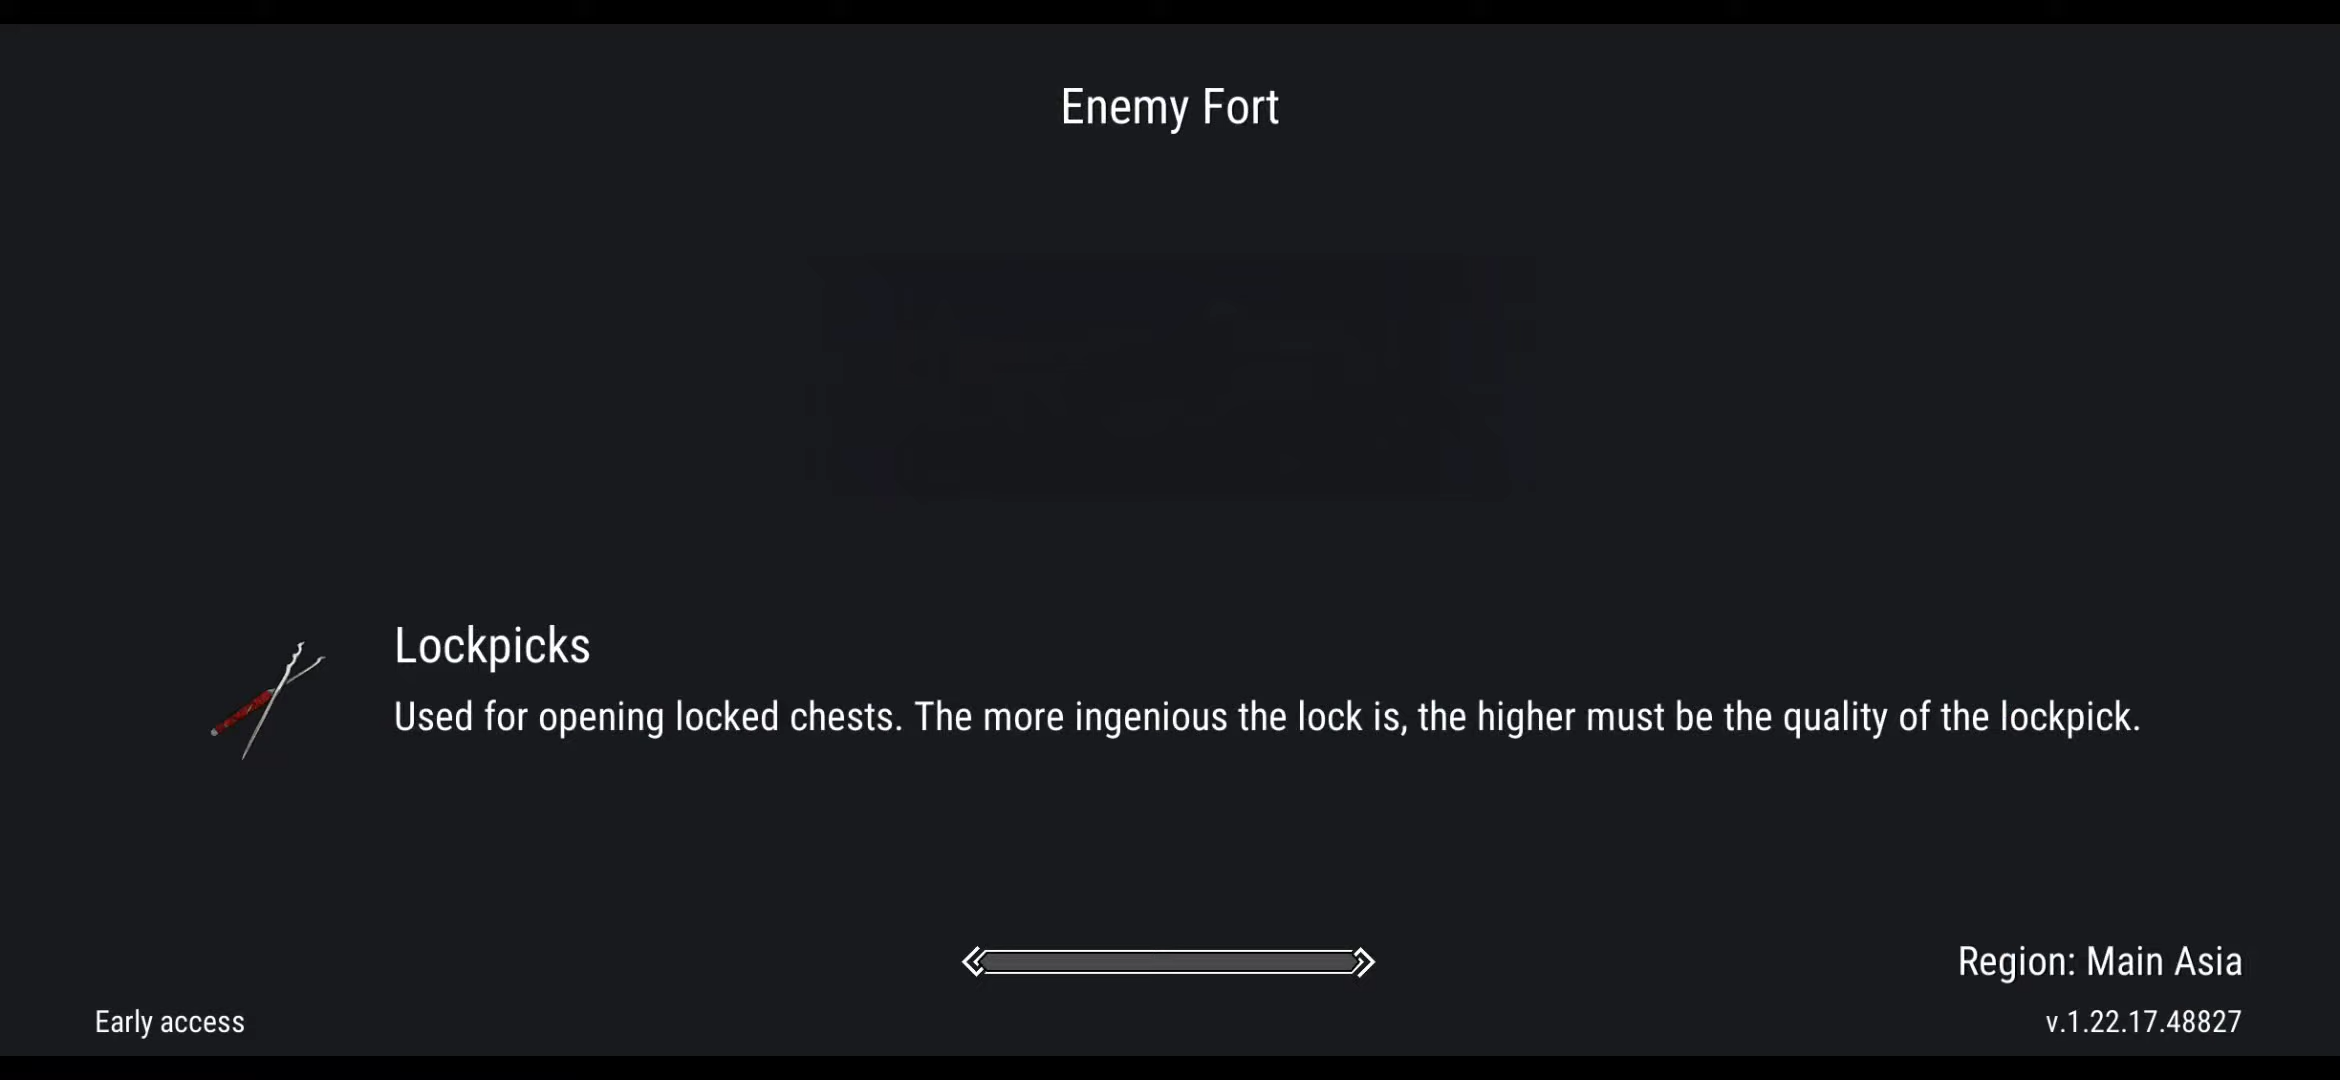 Enemy Fort
Lockpicks
Used for opening locked chests. The more ingenious the lock is, the higher must be the quality of the lockpick.
Region: Main Asia
Early access
v.1.22.17.48827